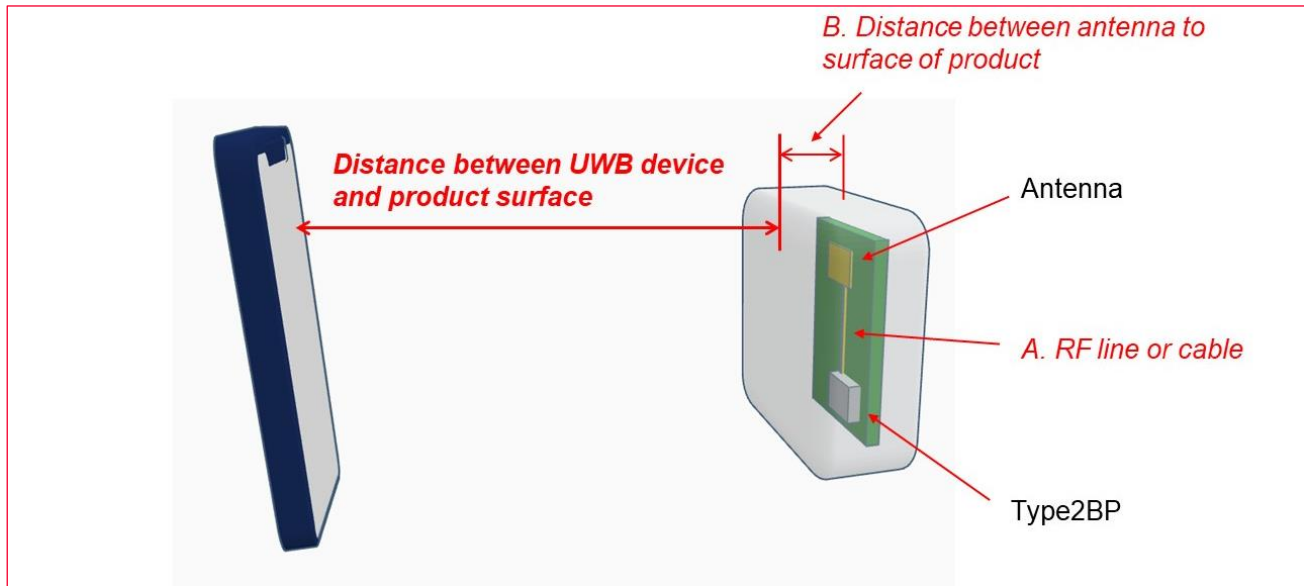 B. Distance between antenna to
surface of product
Distance between UWB device
and product surface
Antenna
A. RF line or cable
Type2BP